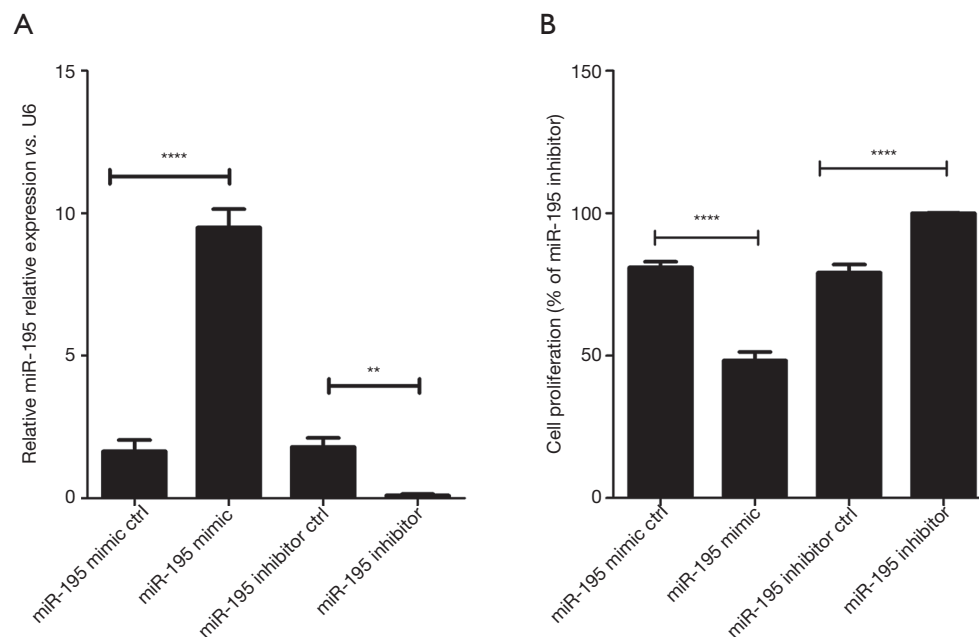 A
Relative miR-195 relative expression vs. U6
15
10
5
0
****
**
miR-195 mimic ctrl
miR-195 mimic
miR-195 inhibitor ctrl
miR-195 inhibitor
B
Cell proliferation (% of miR-195 inhibitor)
150
100
50
0
****
****
miR-195 mimic ctrl
miR-195 mimic
miR-195 inhibitor ctrl
miR-195 inhibitor